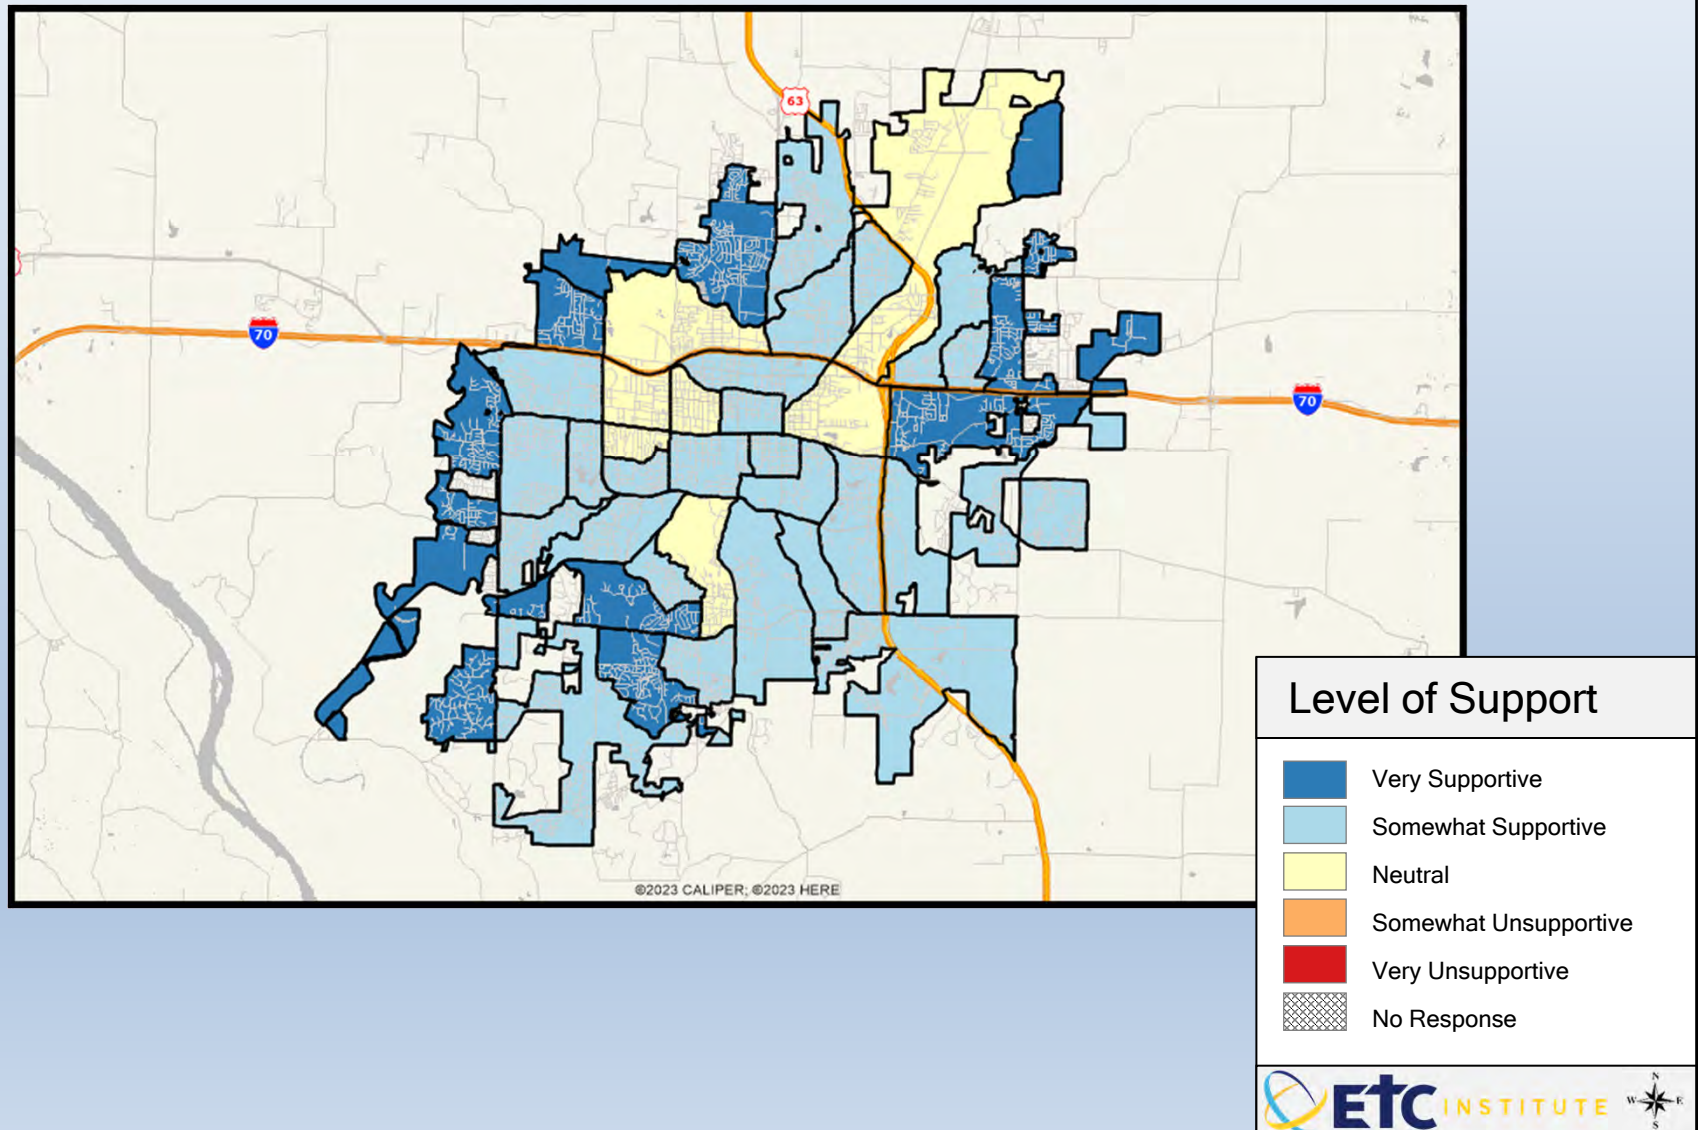 63
70
70
©2023 CALIPER; ©2023 HERE
Level of Support
Very Supportive
Somewhat Supportive
Neutral
Somewhat Unsupportive
Very Unsupportive
No Response
ETC INSTITUTE
N
W E
S